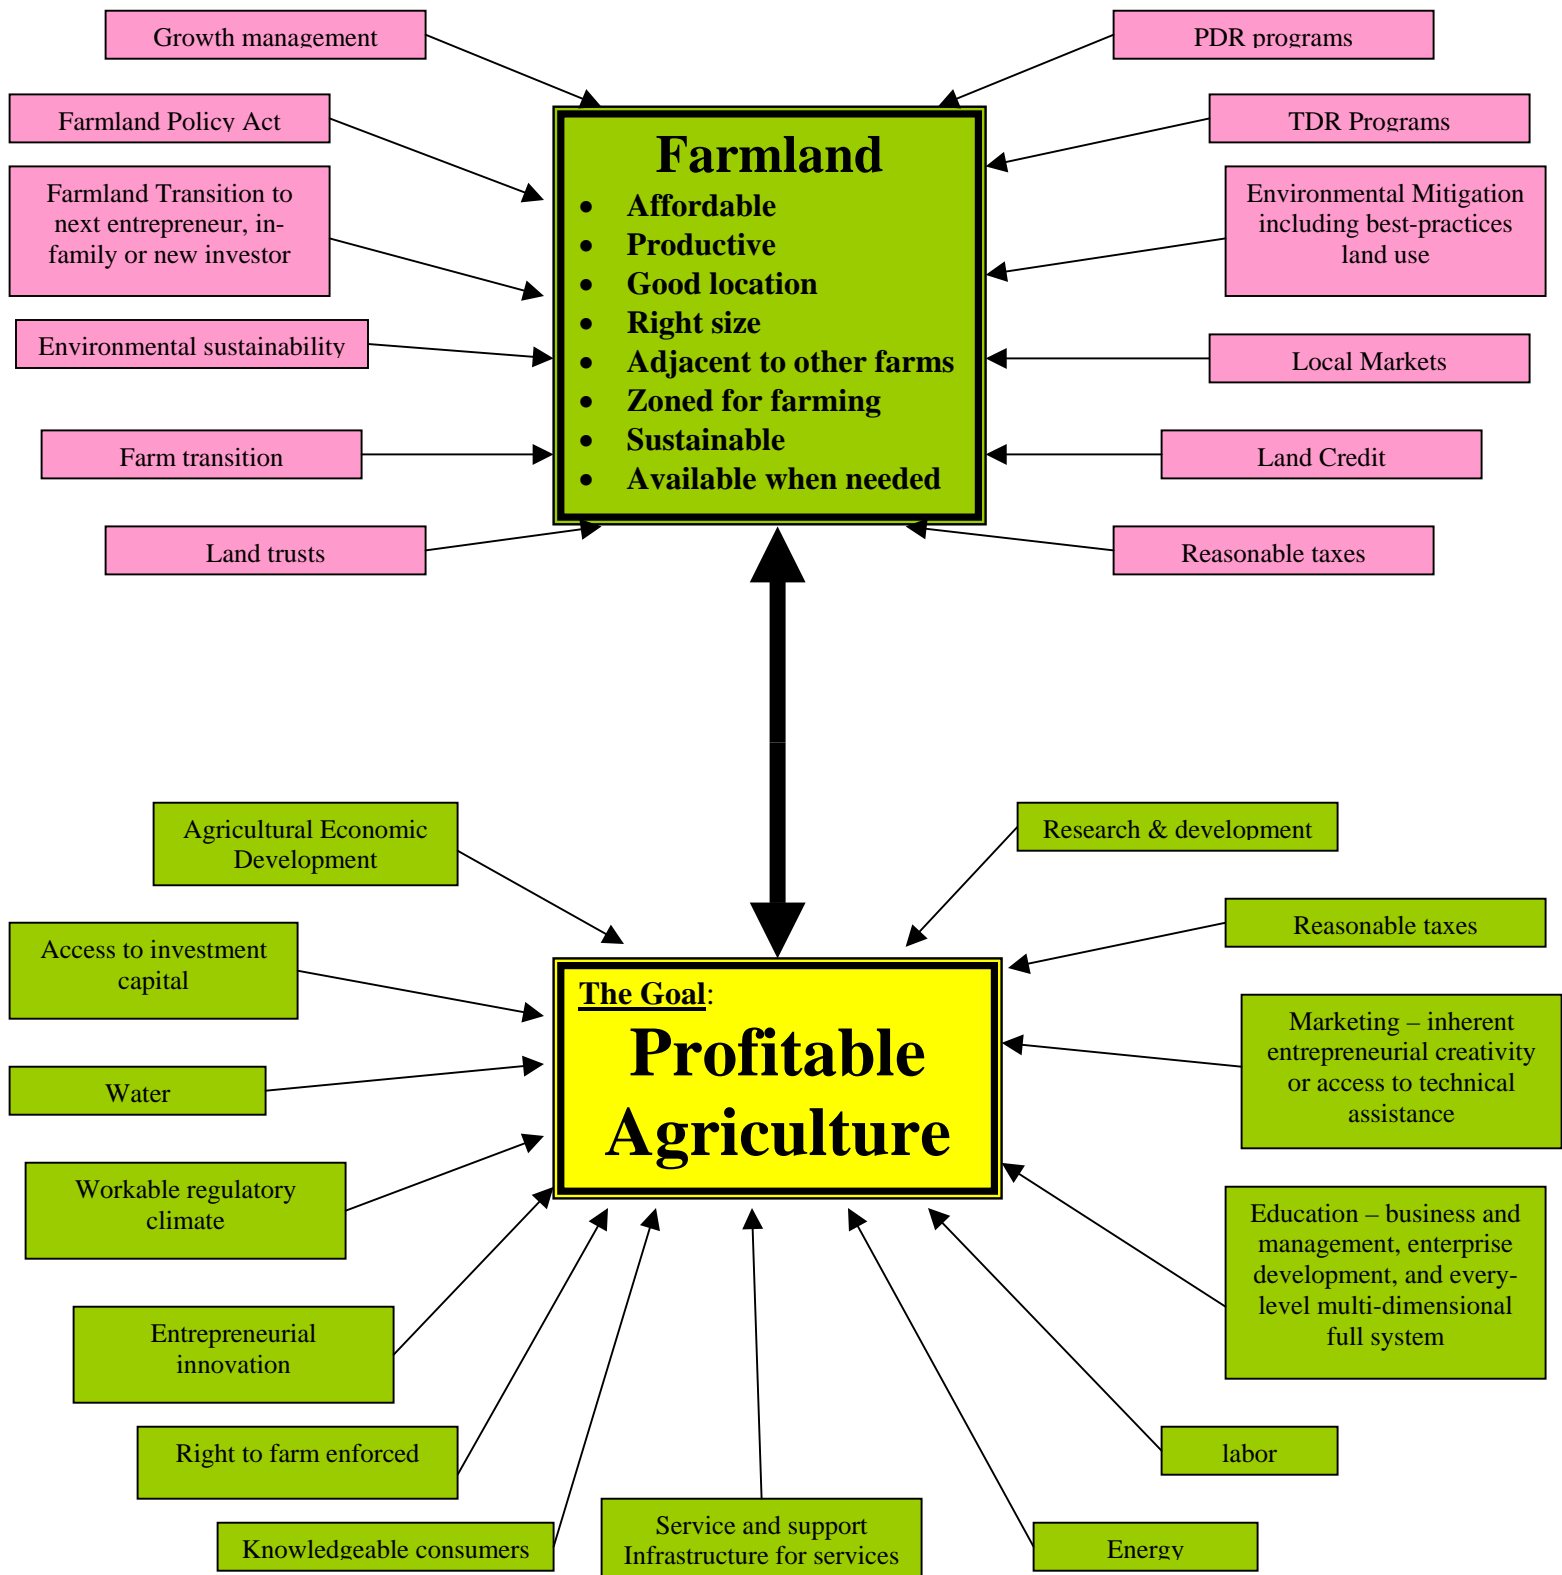 Growth management
PDR programs
Farmland Policy Act
TDR Programs
Farmland Transition to
next entrepreneur, in-
family or new investor
Environmental Mitigation
including best-practices
land use
Environmental sustainability
Local Markets
Farm transition
Land Credit
Land trusts
Reasonable taxes
Farmland
• Affordable
• Productive
• Good location
• Right size
• Adjacent to other farms
• Zoned for farming
• Sustainable
• Available when needed
Agricultural Economic
Development
Research & development
Access to investment
capital
Reasonable taxes
The Goal:
Profitable
Agriculture
Marketing – inherent
entrepreneurial creativity
or access to technical
assistance
Water
Workable regulatory
climate
Education – business and
management, enterprise
development, and every-
level multi-dimensional
full system
Entrepreneurial
innovation
Right to farm enforced
labor
Knowledgeable consumers
Service and support
Infrastructure for services
Energy